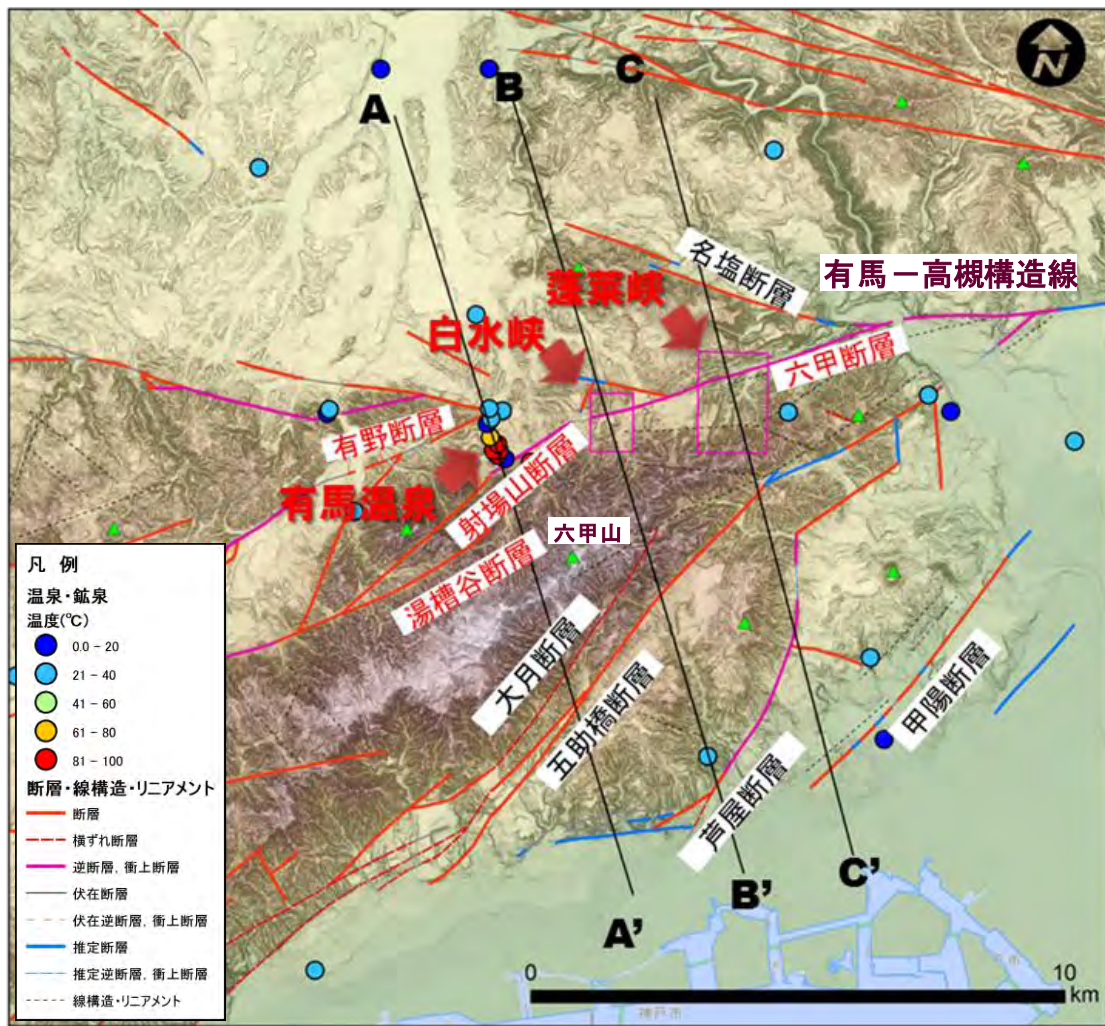 N
A
B
C
名塩断層
有馬－高槻構造線
蓬莱峡
白水峡
六甲断層
有野断層
有馬温泉
射場山断層
六甲山
湯槽谷断層
大月断層
五助橋断層
甲陽断層
芦屋断層
A'
B'
C'
0
10
km
神戸市
凡 例
温泉・鉱泉
温度(℃)
0.0 - 20
21 - 40
41 - 60
61 - 80
81 - 100
断層・線構造・リニアメント
断層
横ずれ断層
逆断層, 衝上断層
伏在断層
伏在逆断層, 衝上断層
推定断層
推定逆断層, 衝上断層
線構造・リニアメント